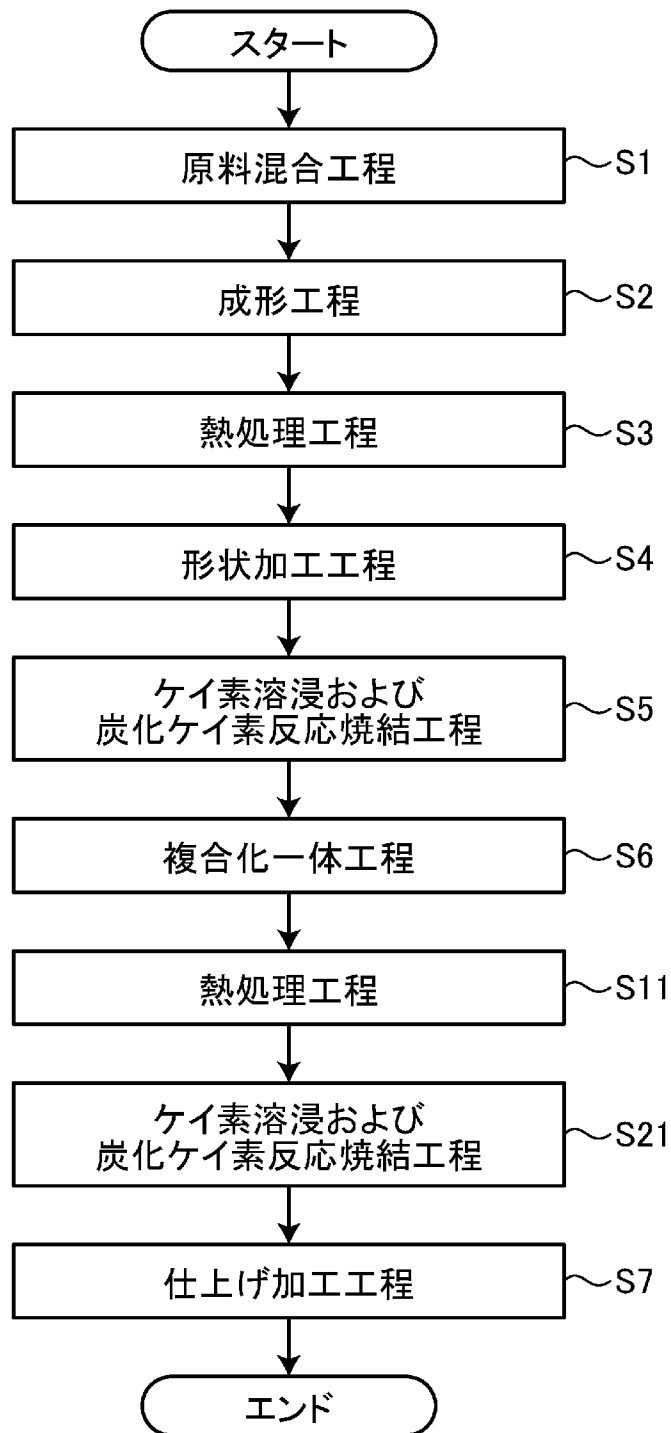 スタート
原料混合工程
S1
成形工程
S2
熱処理工程
S3
形状加工工程
S4
ケイ素溶浸および
炭化ケイ素反応焼結工程
S5
複合化一体工程
S6
熱処理工程
S11
ケイ素溶浸および
炭化ケイ素反応焼結工程
S21
仕上げ加工工程
S7
エンド